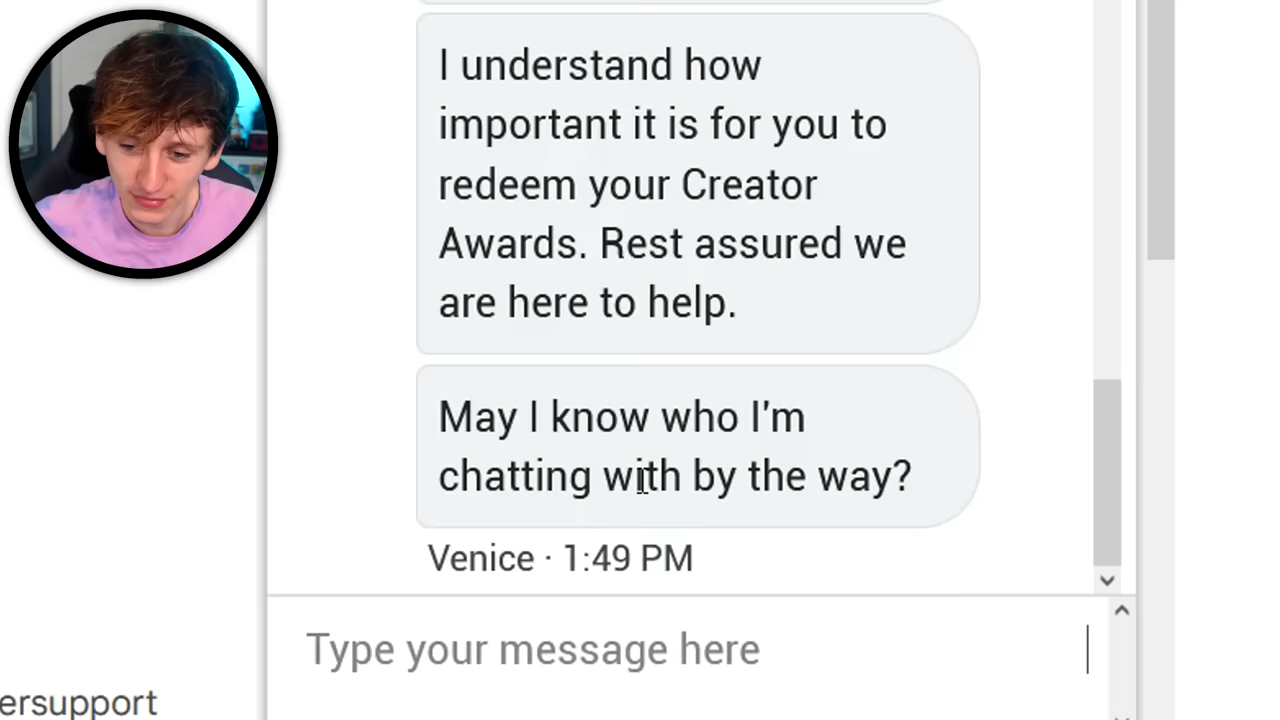 I understand how
important it is for you to
redeem your Creator
Awards. Rest assured we
are here to help.
May I know who I'm
chatting with by the way?
Venice · 1:49 PM
Type your message here
ersupport